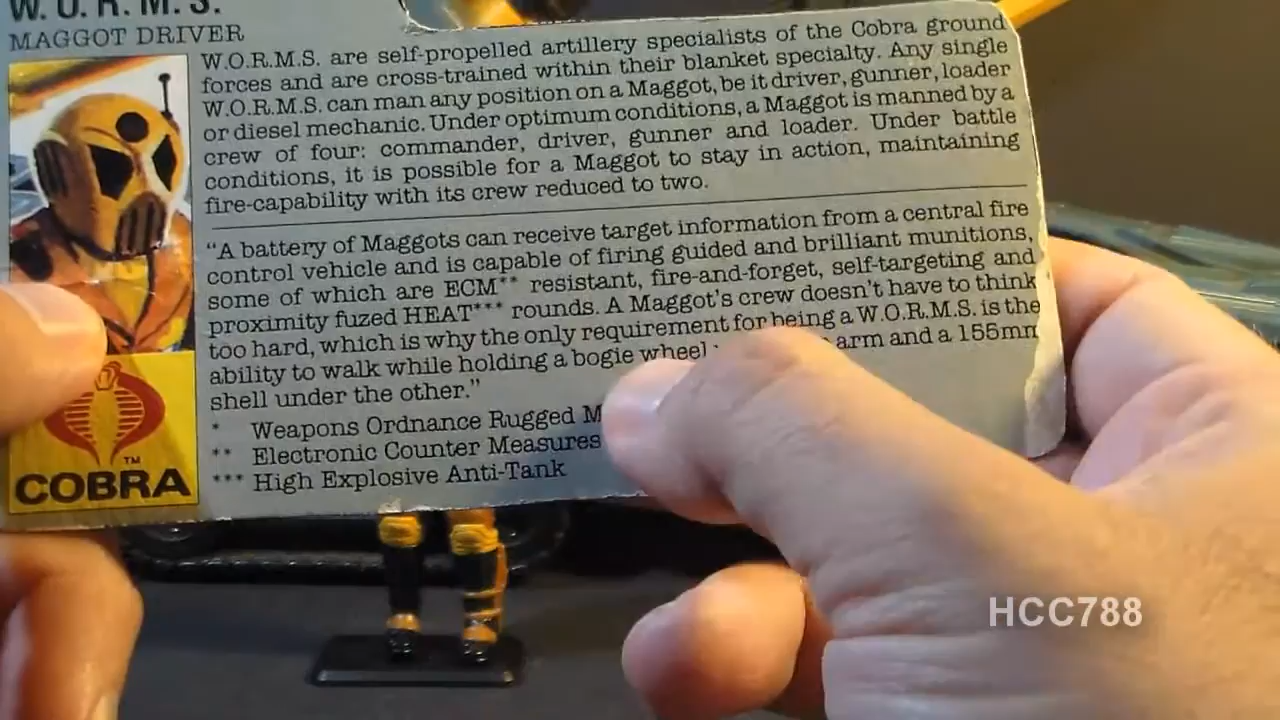 W. O. R. M. S.
MAGGOT DRIVER
W.O.R.M.S. are self-propelled artillery specialists of the Cobra ground
forces and are cross-trained within their blanket specialty. Any single
W.O.R.M.S. can man any position on a Maggot, be it driver, gunner, loader
or diesel mechanic. Under optimum conditions, a Maggot is manned by a
crew of four: commander, driver, gunner and loader. Under battle
conditions, it is possible for a Maggot to stay in action, maintaining
fire-capability with its crew reduced to two.
"A battery of Maggots can receive target information from a central fire
control vehicle and is capable of firing guided and brilliant munitions,
some of which are ECM** resistant, fire-and-forget, self-targeting and
proximity fuzed HEAT*** rounds. A Maggot's crew doesn't have to think
too hard, which is why the only requirement for being a W.O.R.M.S. is the
ability to walk while holding a bogie wheel arm and a 155mm
shell under the other."
* Weapons Ordnance Rugged M
** Electronic Counter Measures
*** High Explosive Anti-Tank
TM
COBRA
HCC788